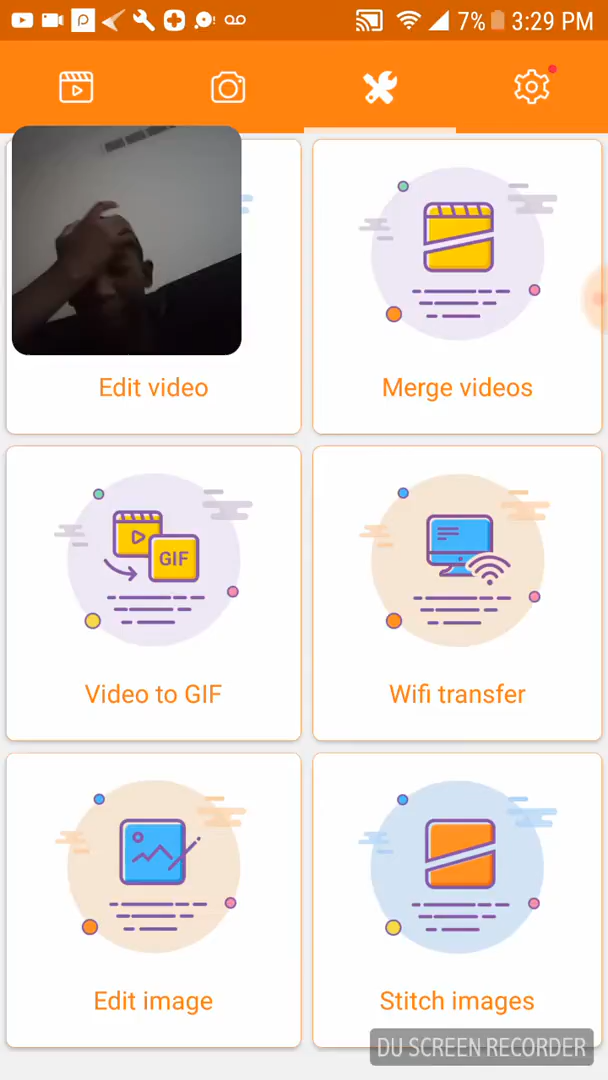 7% 3:29 PM
Edit video
Merge videos
GIF
Video to GIF
Wifi transfer
Edit image
Stitch images
DU SCREEN RECORDER